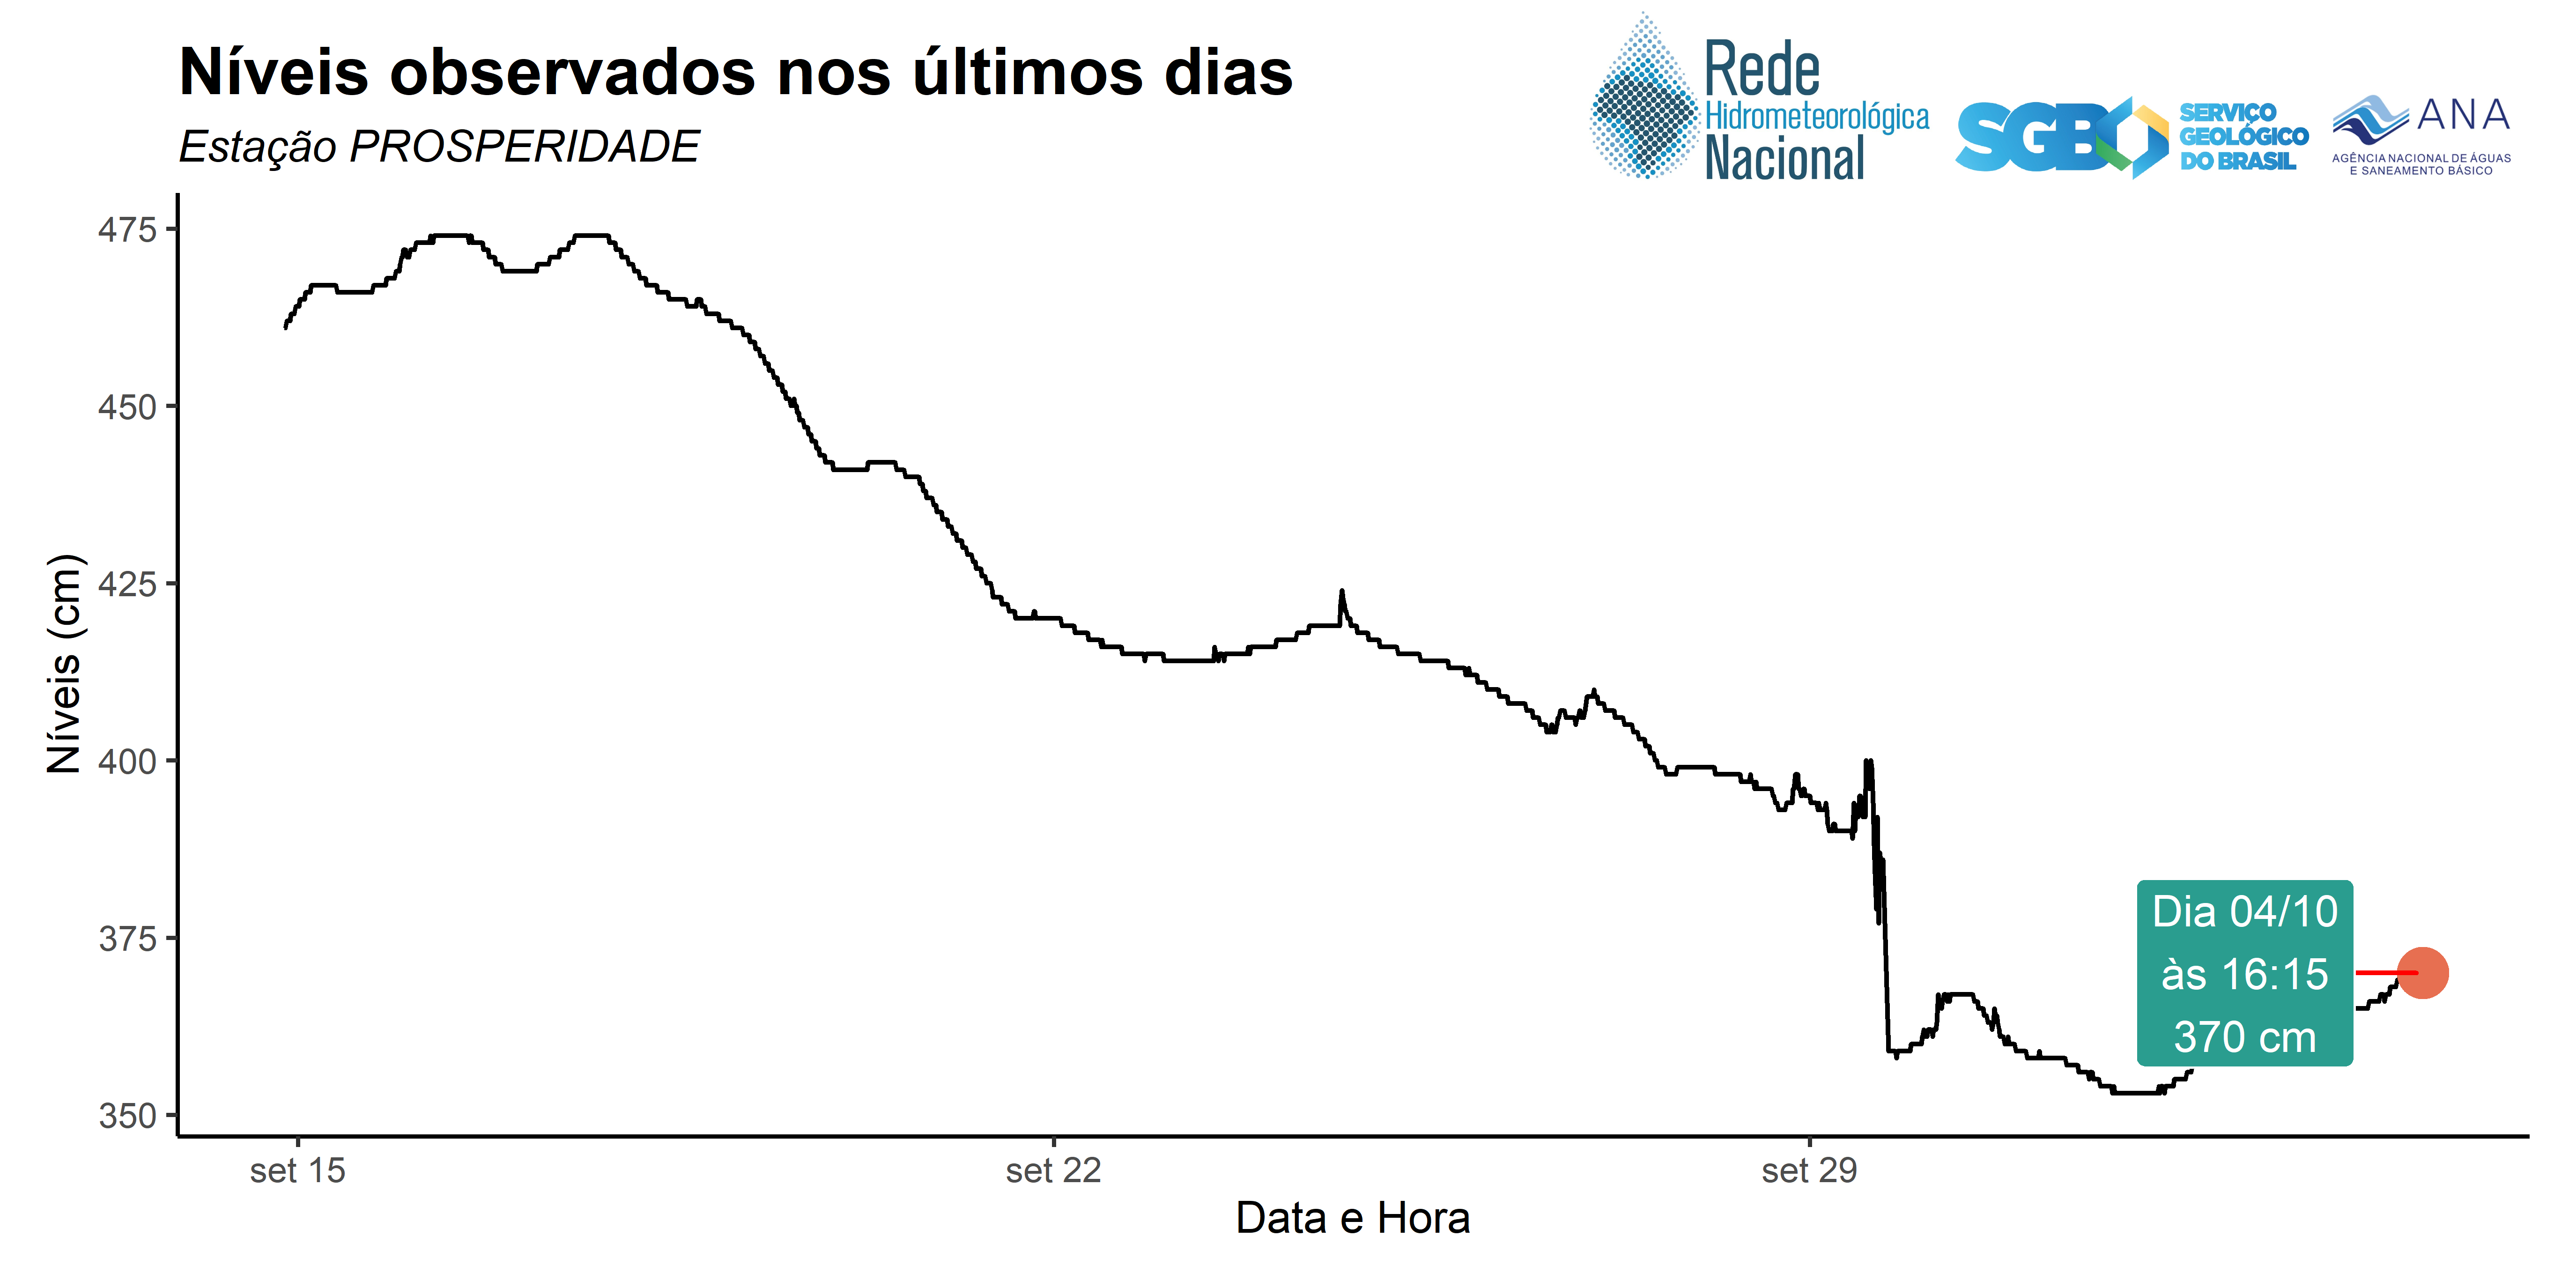 Níveis observados nos últimos dias
Estação PROSPERIDADE
Rede
Hidrometeorológica
Nacional
SGB
SERVIÇO
GEOLÓGICO
DO BRASIL
ANA
AGÊNCIA NACIONAL DE ÁGUAS
E SANEAMENTO BÁSICO
Níveis (cm)
475
450
425
400
375
350
Dia 04/10
às 16:15
370 cm
set 15
set 22
set 29
Data e Hora